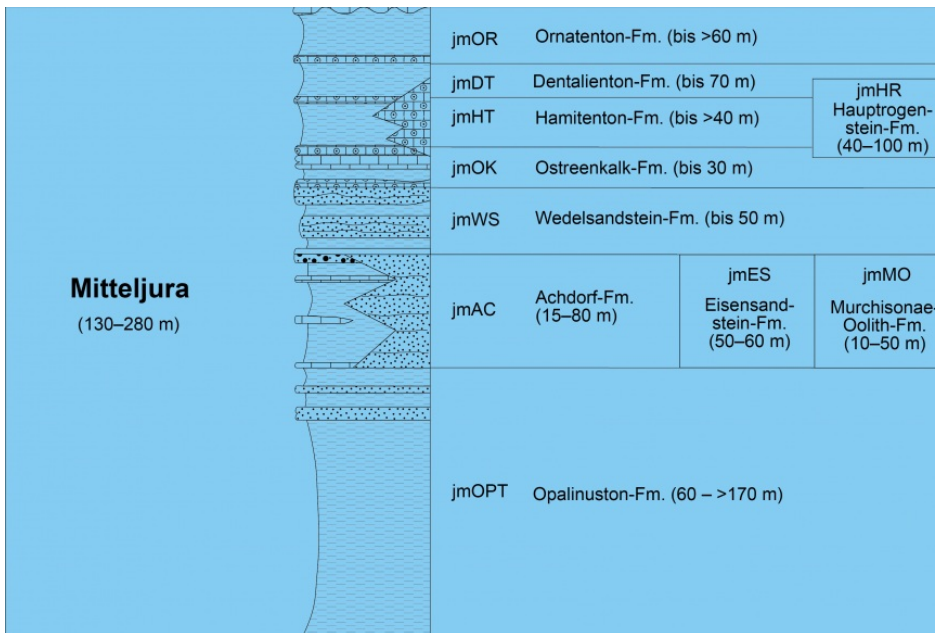 Mitteljura
(130–280 m)
jmOR Ornatenton-Fm. (bis >60 m)
jmDT Dentalienton-Fm. (bis 70 m)
jmHT Hamitenton-Fm. (bis >40 m)
jmHR
Hauptrogen-
stein-Fm.
(40–100 m)
jmOK Ostreenkalk-Fm. (bis 30 m)
jmWS Wedelsandstein-Fm. (bis 50 m)
jmAC Achdorf-Fm.
(15–80 m)
jmES
Eisensand-
stein-Fm.
(50–60 m)
jmMO
Murchisonae-
Oolith-Fm.
(10–50 m)
jmOPT Opalinuston-Fm. (60 – >170 m)